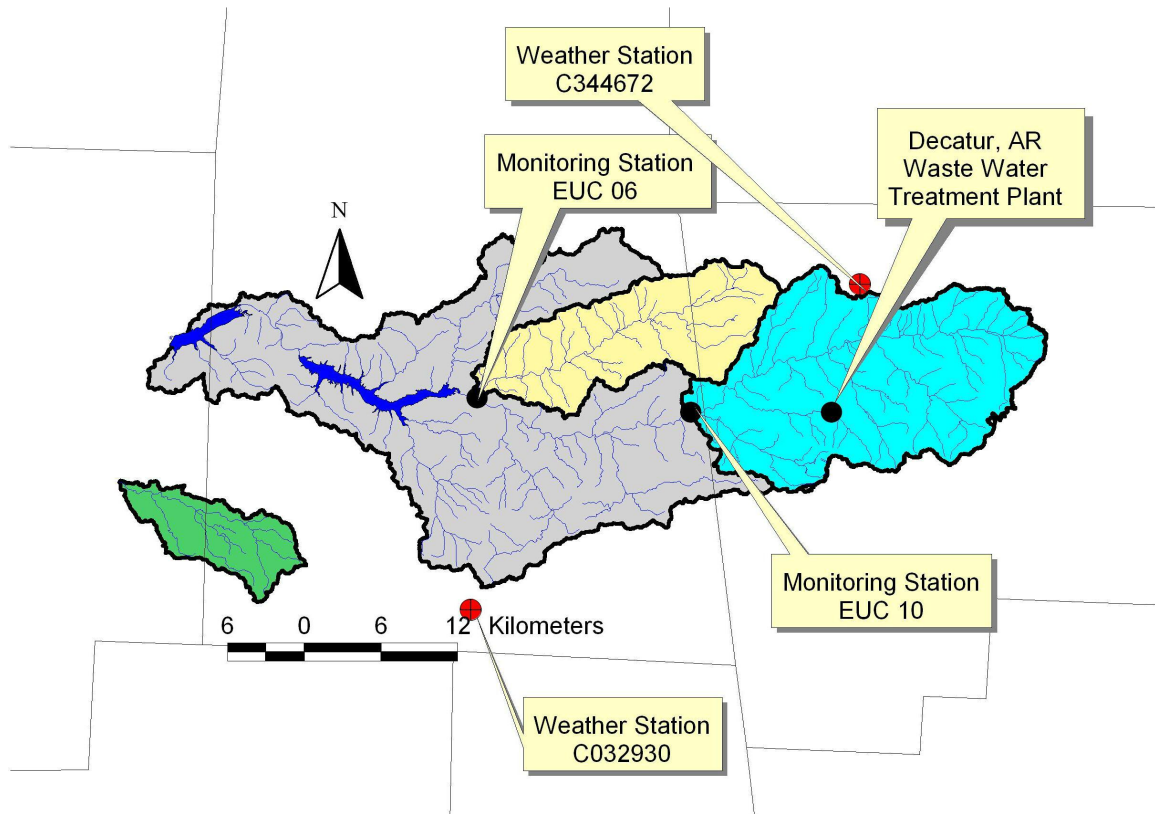 Weather Station
C344672
Monitoring Station
EUC 06
Decatur, AR
Waste Water
Treatment Plant
N
Monitoring Station
EUC 10
6 0 6 12 Kilometers
Weather Station
C032930